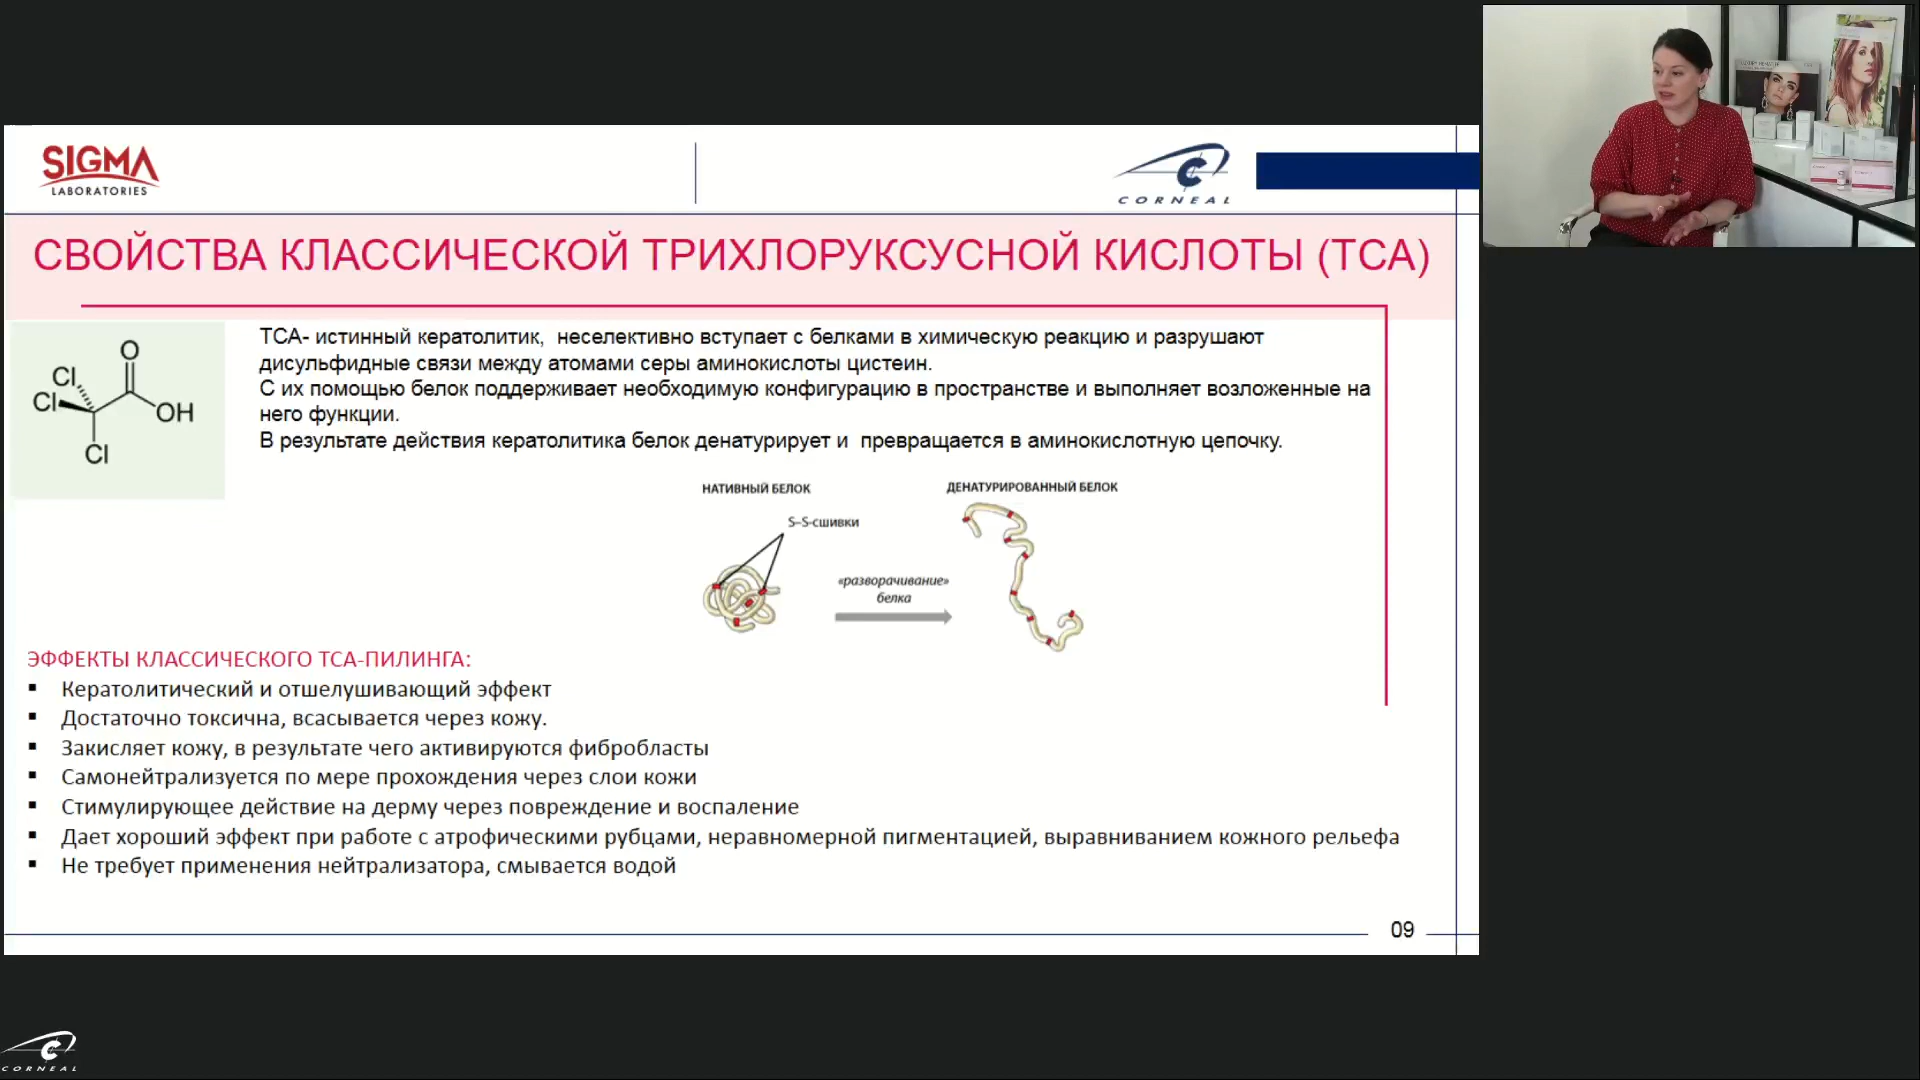 SIGMA
LABORATORIES
CORNEAL
СВОЙСТВА КЛАССИЧЕСКОЙ ТРИХЛОРУКСУСНОЙ КИСЛОТЫ (ТСА)
O
Cl
Cl
OH
Cl
ТСА- истинный кератолитик,  неселективно вступает с белками в химическую реакцию и разрушают
дисульфидные связи между атомами серы аминокислоты цистеин.
С их помощью белок поддерживает необходимую конфигурацию в пространстве и выполняет возложенные на
него функции.
В результате действия кератолитика белок денатурирует и  превращается в аминокислотную цепочку.
НАТИВНЫЙ БЕЛОК
ДЕНАТУРИРОВАННЫЙ БЕЛОК
S–S-сшивки
«разворачивание»
белка
ЭФФЕКТЫ КЛАССИЧЕСКОГО ТСА-ПИЛИНГА:
▪ Кератолитический и отшелушивающий эффект
▪ Достаточно токсична, всасывается через кожу.
▪ Закисляет кожу, в результате чего активируются фибробласты
▪ Самонейтрализуется по мере прохождения через слои кожи
▪ Стимулирующее действие на дерму через повреждение и воспаление
▪ Дает хороший эффект при работе с атрофическими рубцами, неравномерной пигментацией, выравниванием кожного рельефа
▪ Не требует применения нейтрализатора, смывается водой
09
CORNEAL